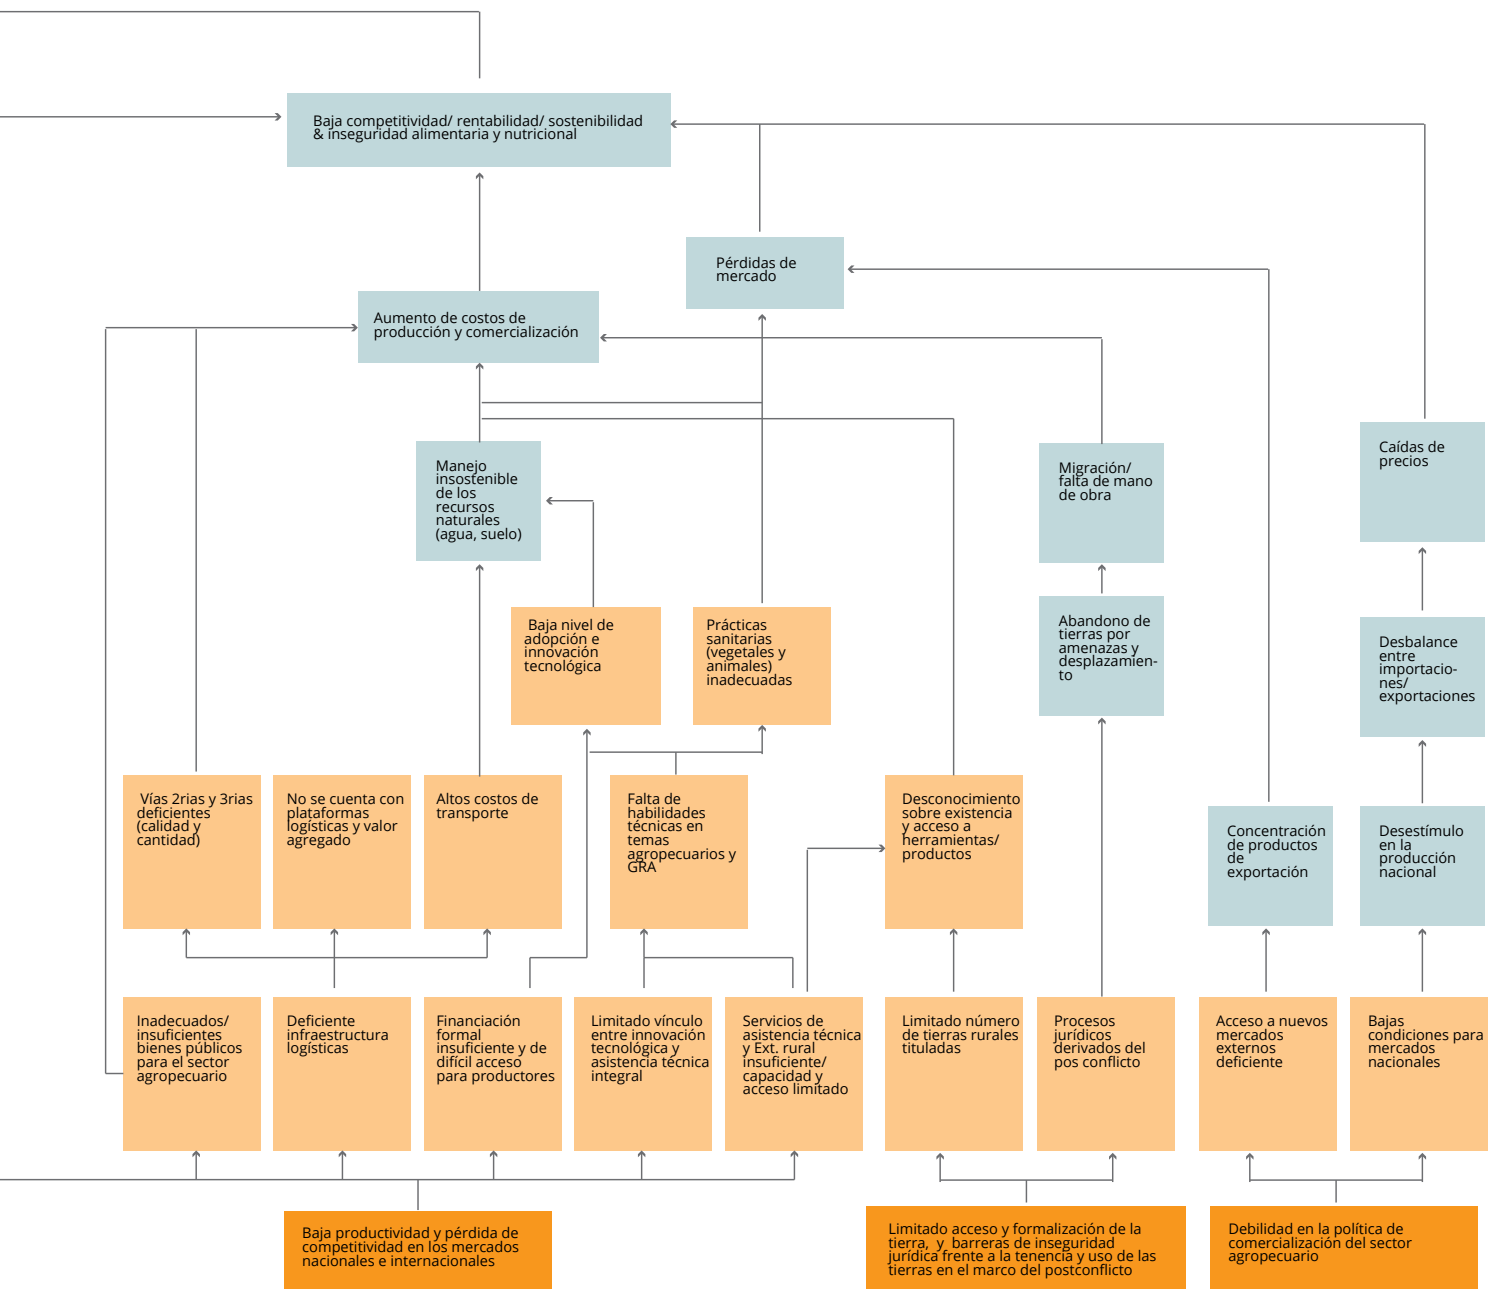 Baja competitividad/ rentabilidad/ sostenibilidad
& inseguridad alimentaria y nutricional
Pérdidas de
mercado
Aumento de costos de
producción y comercialización
Manejo
insostenible
de los
recursos
naturales
(agua, suelo)
Migración/
falta de mano
de obra
Caídas de
precios
Baja nivel de
adopción e
innovación
tecnológica
Prácticas
sanitarias
(vegetales y
animales)
inadecuadas
Abandono de
tierras por
amenazas y
desplazamien-
to
Desbalance
entre
importacio-
nes/
exportaciones
Vías 2rias y 3rias
deficientes
(calidad y
cantidad)
No se cuenta con
plataformas
logísticas y valor
agregado
Altos costos de
transporte
Falta de
habilidades
técnicas en
temas
agropecuarios y
GRA
Desconocimiento
sobre existencia
y acceso a
herramientas/
productos
Concentración
de productos
de
exportación
Desestímulo
en la
producción
nacional
Inadecuados/
insuficientes
bienes públicos
para el sector
agropecuario
Deficiente
infraestructura
logísticas
Financiación
formal
insuficiente y de
difícil acceso
para productores
Limitado vínculo
entre innovación
tecnológica y
asistencia técnica
integral
Servicios de
asistencia técnica
y Ext. rural
insuficiente/
capacidad y
acceso limitado
Limitado número
de tierras rurales
tituladas
Procesos
jurídicos
derivados del
pos conflicto
Acceso a nuevos
mercados
externos
deficiente
Bajas
condiciones para
mercados
nacionales
Baja productividad y pérdida de
competitividad en los mercados
nacionales e internacionales
Limitado acceso y formalización de la
tierra, y barreras de inseguridad
jurídica frente a la tenencia y uso de las
tierras en el marco del postconflicto
Debilidad en la política de
comercialización del sector
agropecuario